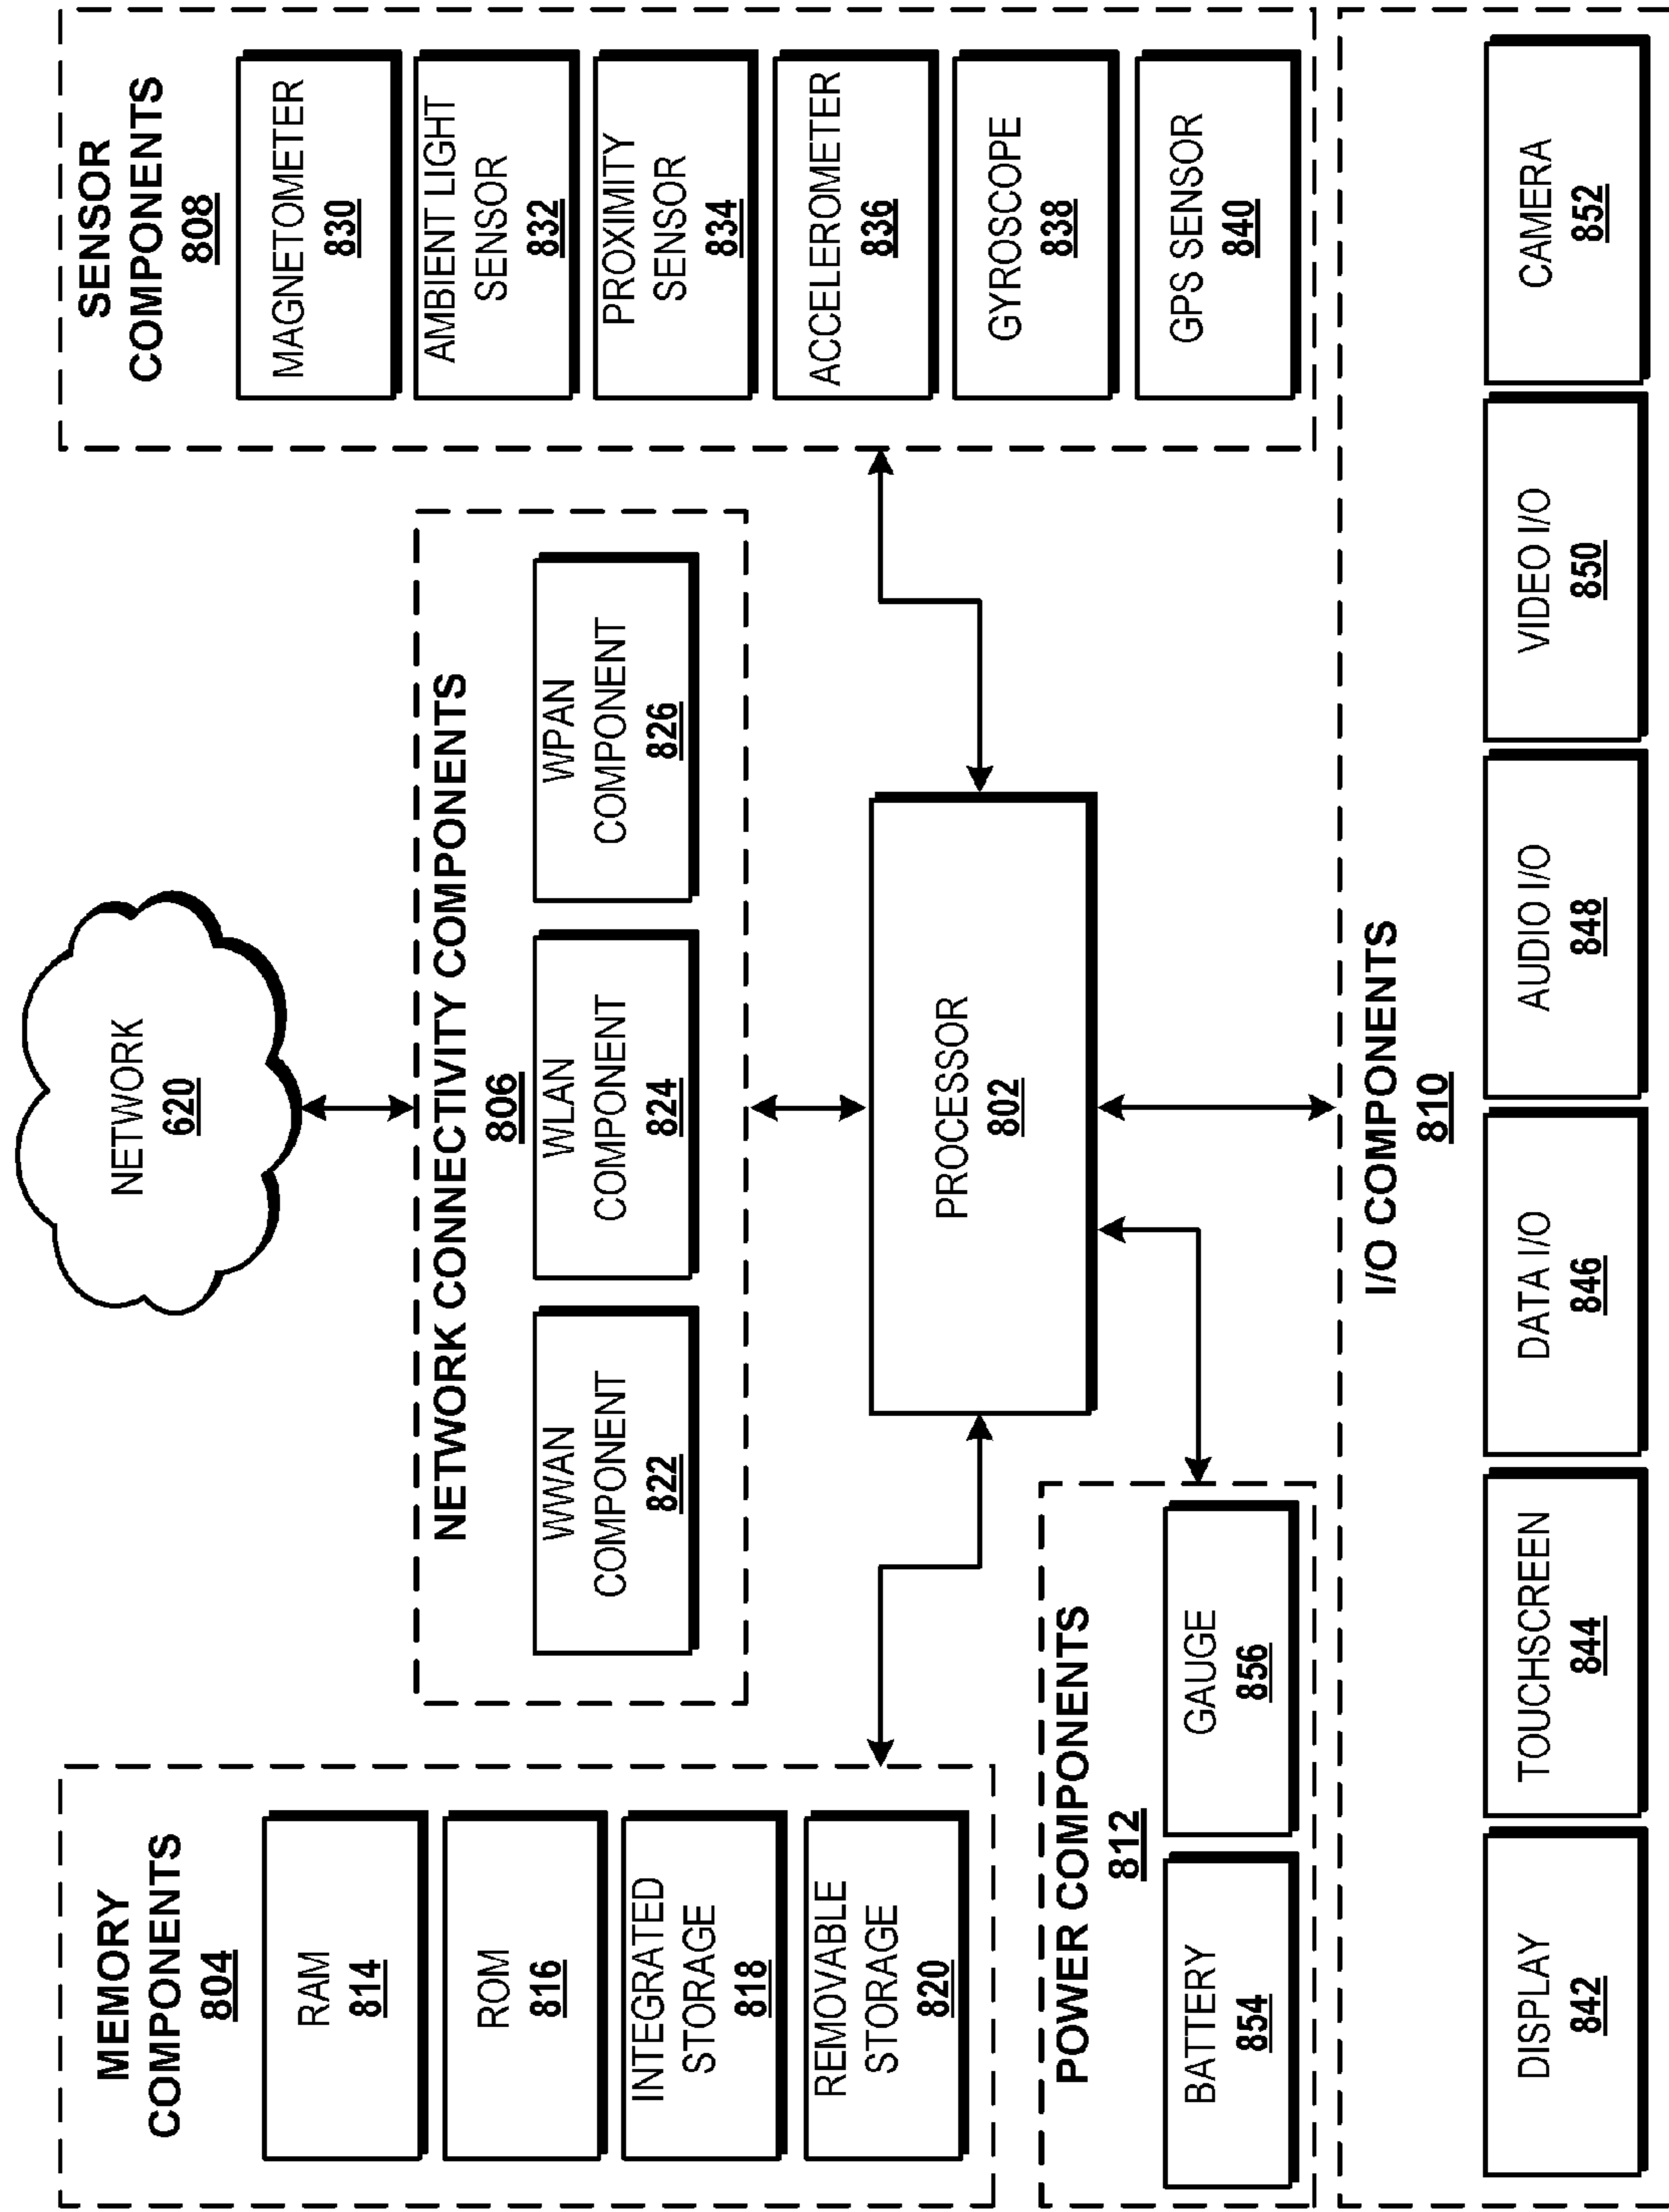 NETWORK
620
MEMORY
COMPONENTS
804
RAM
814
ROM
816
INTEGRATED
STORAGE
818
REMOVABLE
STORAGE
820
NETWORK CONNECTIVITY COMPONENTS
806
WWAN
COMPONENT
822
WLAN
COMPONENT
824
WPAN
COMPONENT
826
SENSOR
COMPONENTS
808
MAGNETOMETER
830
AMBIENT LIGHT
SENSOR
832
PROXIMITY
SENSOR
834
ACCELEROMETER
836
GYROSCOPE
838
GPS SENSOR
840
PROCESSOR
802
POWER COMPONENTS
812
BATTERY
854
GAUGE
856
I/O COMPONENTS
810
DISPLAY
842
TOUCHSCREEN
844
DATA I/O
846
AUDIO I/O
848
VIDEO I/O
850
CAMERA
852